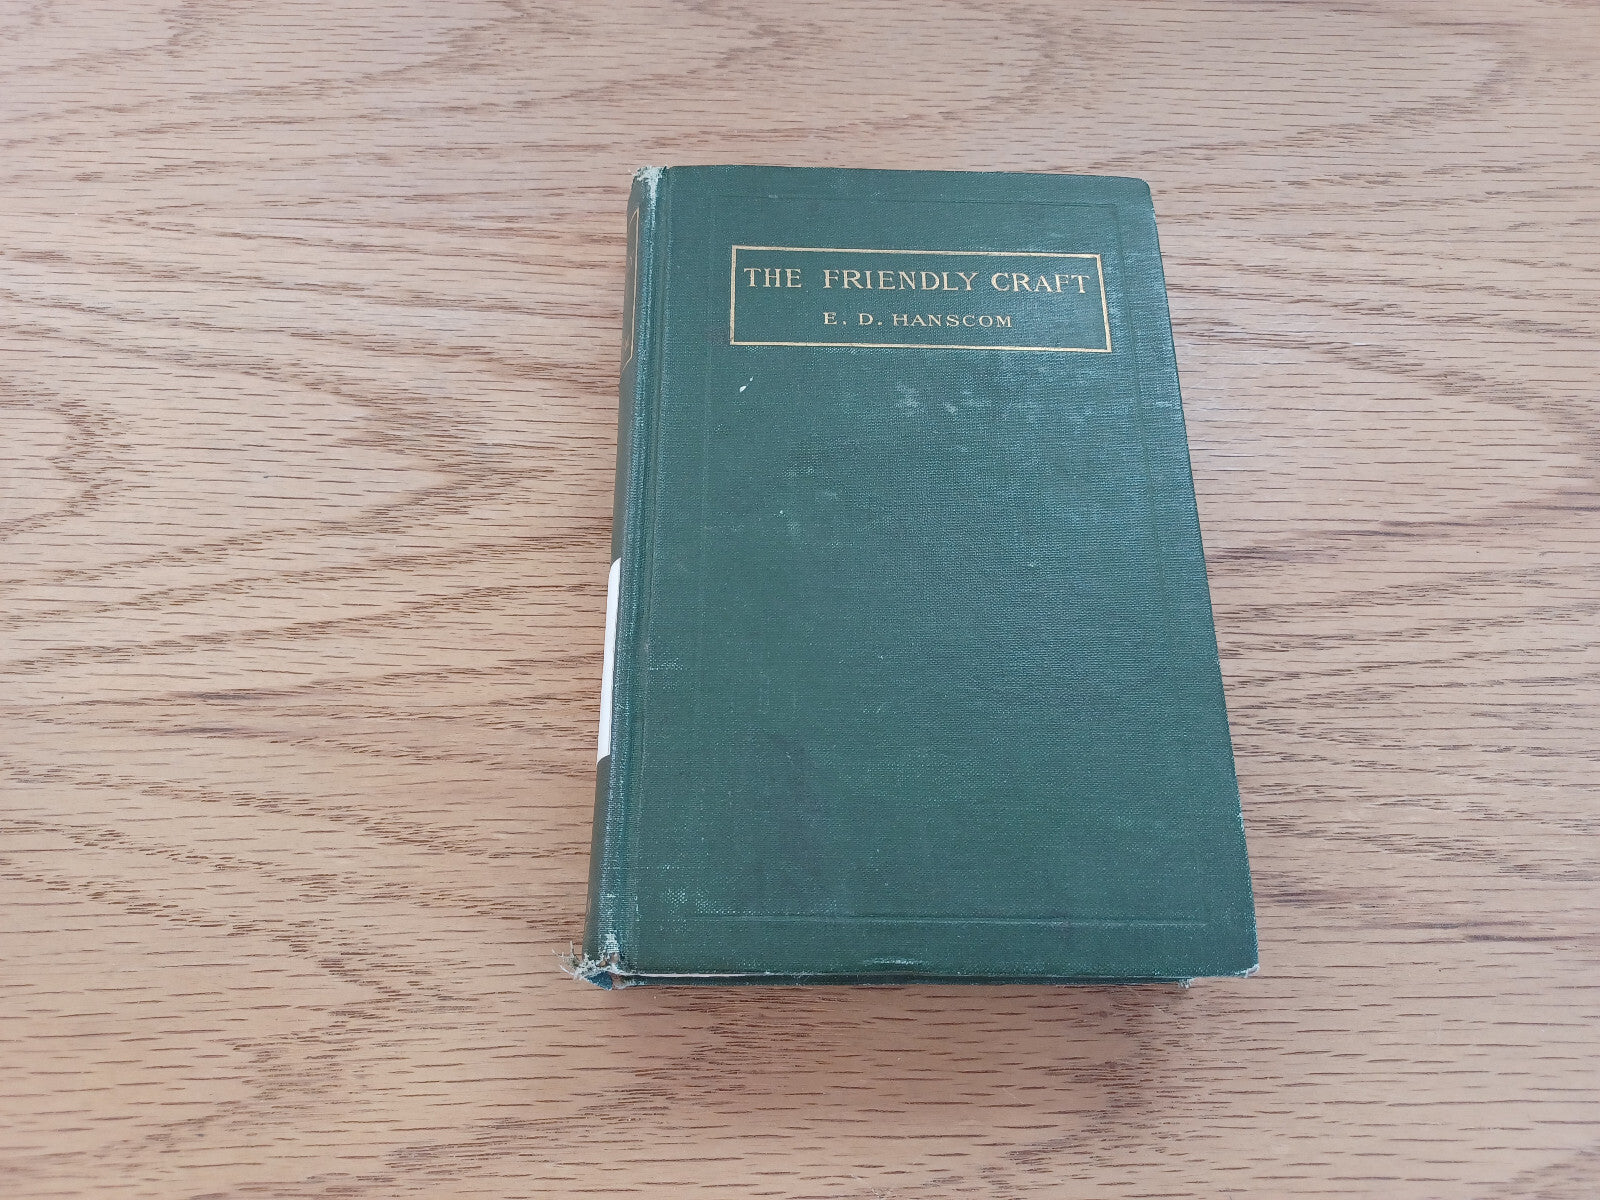 THE FRIENDLY CRAFT
E. D. HANSCOM